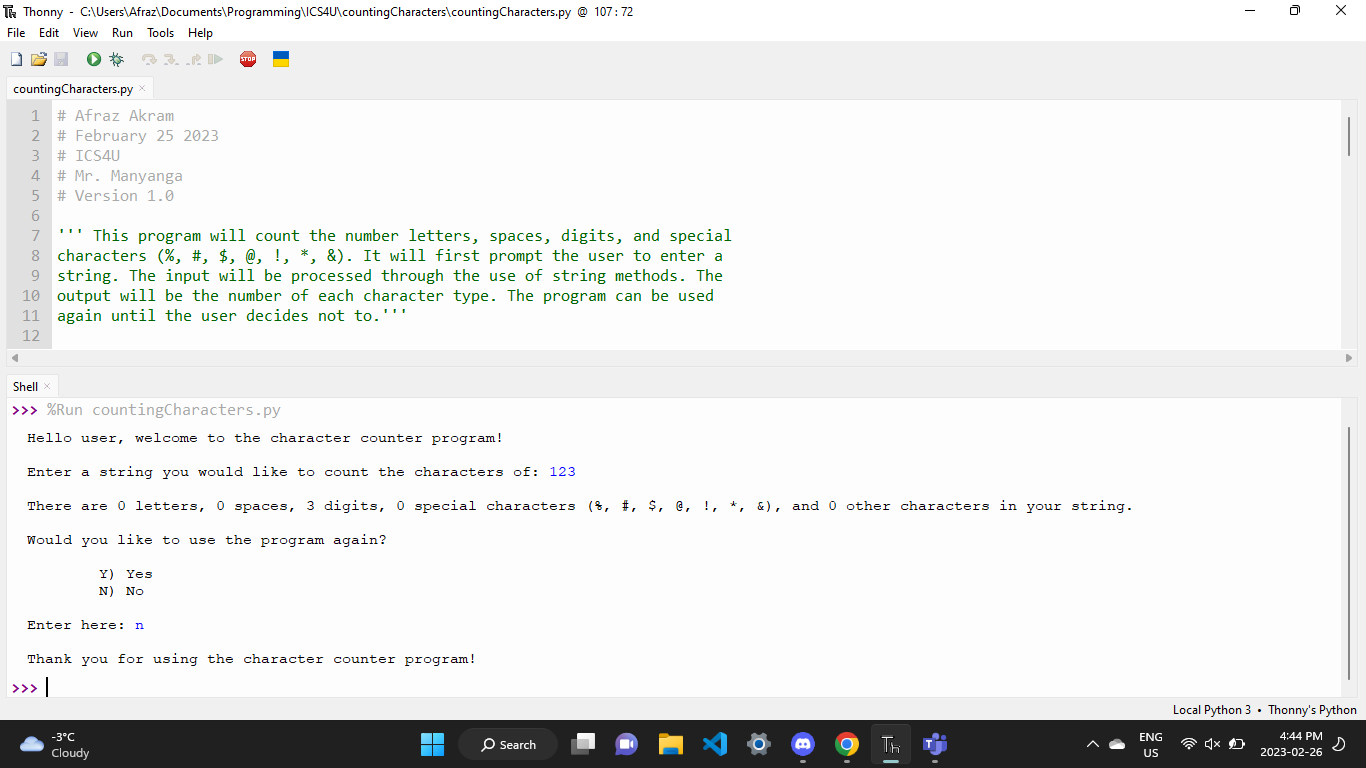 Thonny - C:\Users\Afraz\Documents\Programming\ICS4U\countingCharacters\countingCharacters.py @ 107 : 72
File Edit View Run Tools Help
STOP
countingCharacters.py ×
1 # Afraz Akram
2 # February 25 2023
3 # ICS4U
4 # Mr. Manyanga
5 # Version 1.0
6
7 ''' This program will count the number letters, spaces, digits, and special
8 characters (%, #, $, @, !, *, &). It will first prompt the user to enter a
9 string. The input will be processed through the use of string methods. The
10 output will be the number of each character type. The program can be used
11 again until the user decides not to.'''
12
Shell ×
>>> %Run countingCharacters.py
Hello user, welcome to the character counter program!
Enter a string you would like to count the characters of: 123
There are 0 letters, 0 spaces, 3 digits, 0 special characters (%, #, $, @, !, *, &), and 0 other characters in your string.
Would you like to use the program again?
Y) Yes
N) No
Enter here: n
Thank you for using the character counter program!
>>>
Local Python 3 • Thonny's Python
-3°C
Cloudy
Search
Th
ENG
US
4:44 PM
2023-02-26